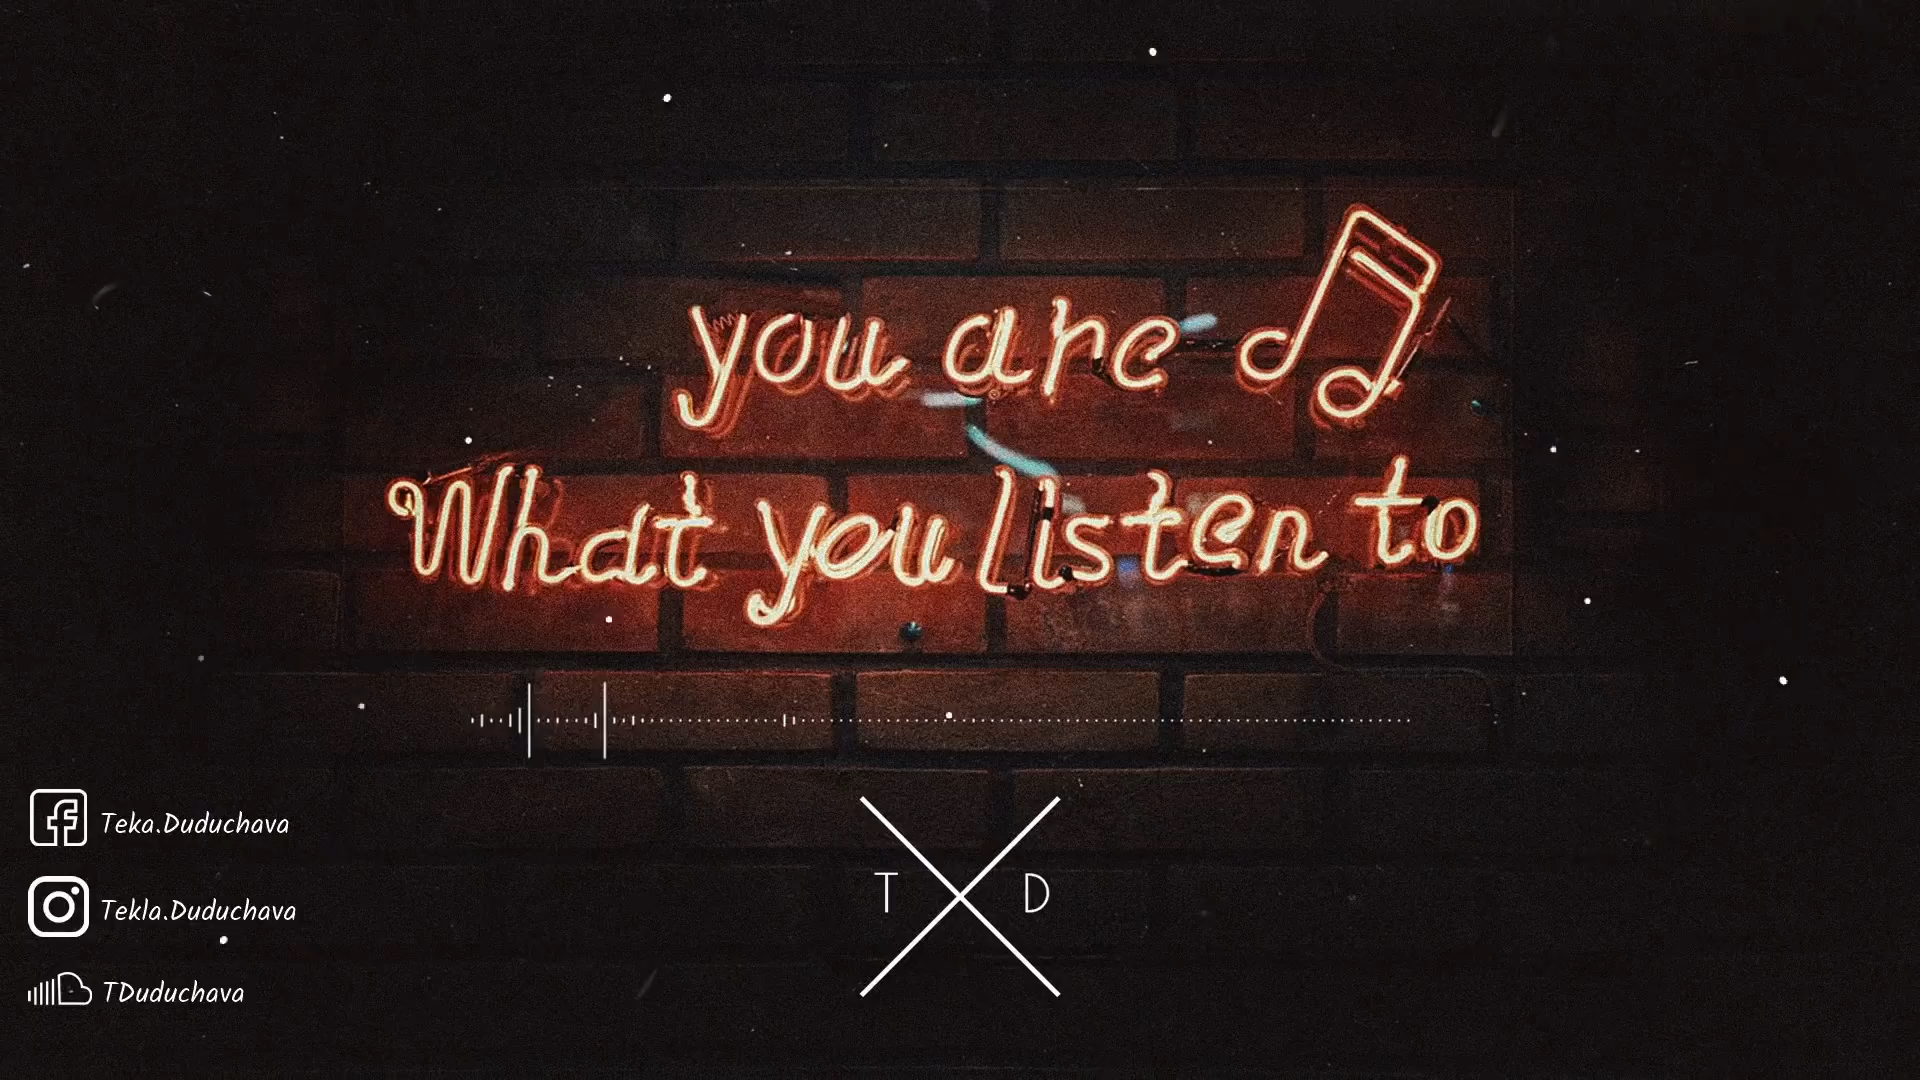 you are
What you listen to
Teka.Duduchava
Tekla.Duduchava
TDuduchava
T D